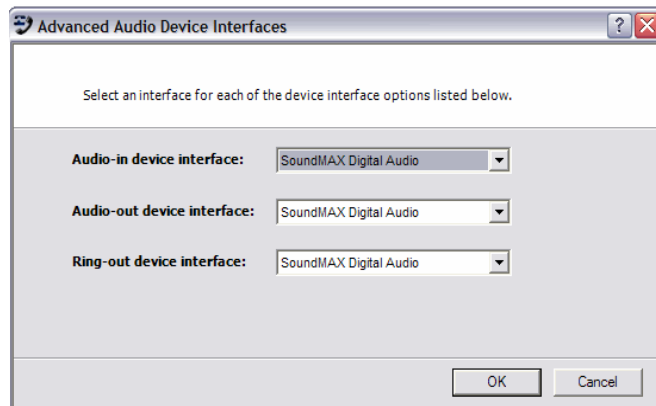 Advanced Audio Device Interfaces
Select an interface for each of the device interface options listed below.
Audio-in device interface: SoundMAX Digital Audio
Audio-out device interface: SoundMAX Digital Audio
Ring-out device interface: SoundMAX Digital Audio
OK Cancel